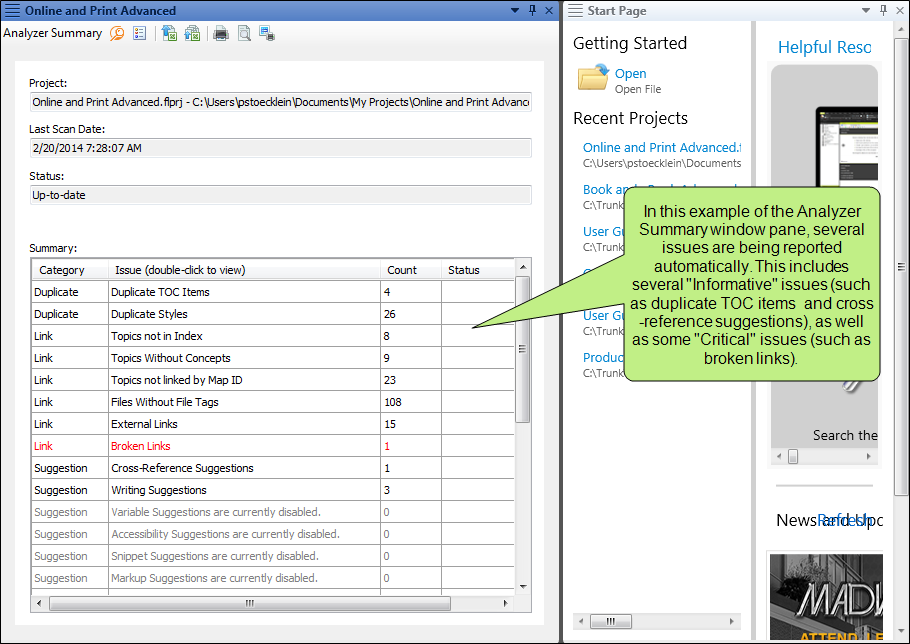 Online and Print Advanced
Analyzer Summary
Project:
Online and Print Advanced.flprj - C:\Users\pstoecklein\Documents\My Projects\Online and Print Advanc
Last Scan Date:
2/20/2014 7:28:07 AM
Status:
Up-to-date
Summary:
Category Issue (double-click to view) Count Status
Duplicate Duplicate TOC Items 4
Duplicate Duplicate Styles 26
Link Topics not in Index 8
Link Topics Without Concepts 9
Link Topics not linked by Map ID 23
Link Files Without File Tags 108
Link External Links 15
Link Broken Links 1
Suggestion Cross-Reference Suggestions 1
Suggestion Writing Suggestions 3
Suggestion Variable Suggestions are currently disabled. 0
Suggestion Accessibility Suggestions are currently disabled. 0
Suggestion Snippet Suggestions are currently disabled. 0
Suggestion Markup Suggestions are currently disabled. 0
Start Page
Getting Started
Open
Open File
Recent Projects
Online and Print Advanced.
C:\Users\pstoecklein\Documents
Book an
C:\Trunk
User Gu
C:\Trunk
User Gu
C:\Trunk
Produc
C:\Trunk
In this example of the Analyzer
Summary window pane, several
issues are being reported
automatically. This includes
several "Informative" issues (such
as duplicate TOC items and cross
-reference suggestions), as well
as some "Critical" issues (such as
broken links).
Helpful Reso
Search the
News and Upc
Refresh
MADW
ATTEND LE